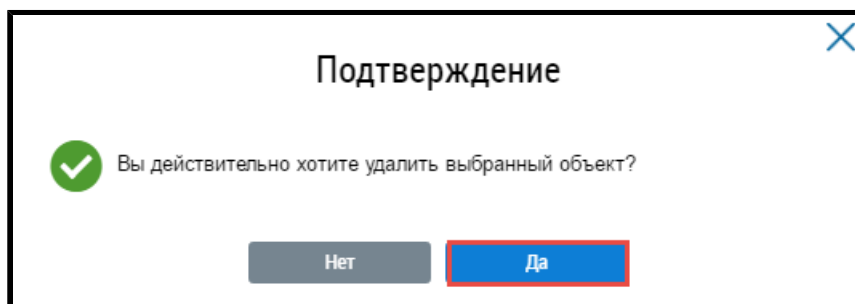 Подтверждение
Вы действительно хотите удалить выбранный объект?
Нет
Да